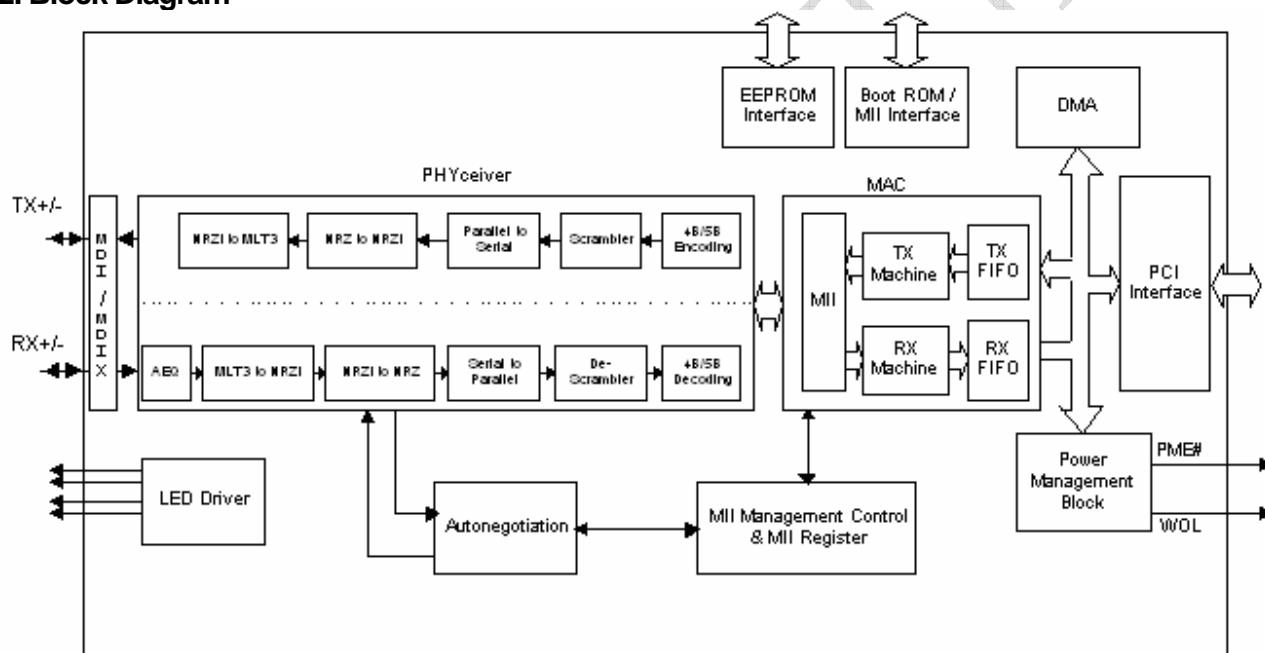 Block Diagram
EEPROM
Interface
Boot ROM /
MII Interface
DMA
PHYceiver
MAC
TX+/-
MDI / MDIX
NRZI to MLT3
NRZ to NRZI
Parallel to
Serial
Scrambler
4B/5B
Encoding
MII
TX
Machine
TX
FIFO
PCI
Interface
RX+/-
AEQ
MLT3 to NRZI
NRZI to NRZ
Serial to
Parallel
De-
Scrambler
4B/5B
Decoding
RX
Machine
RX
FIFO
LED Driver
Autonegotiation
MII Management Control
& MII Register
Power
Management
Block
PME#
WOL